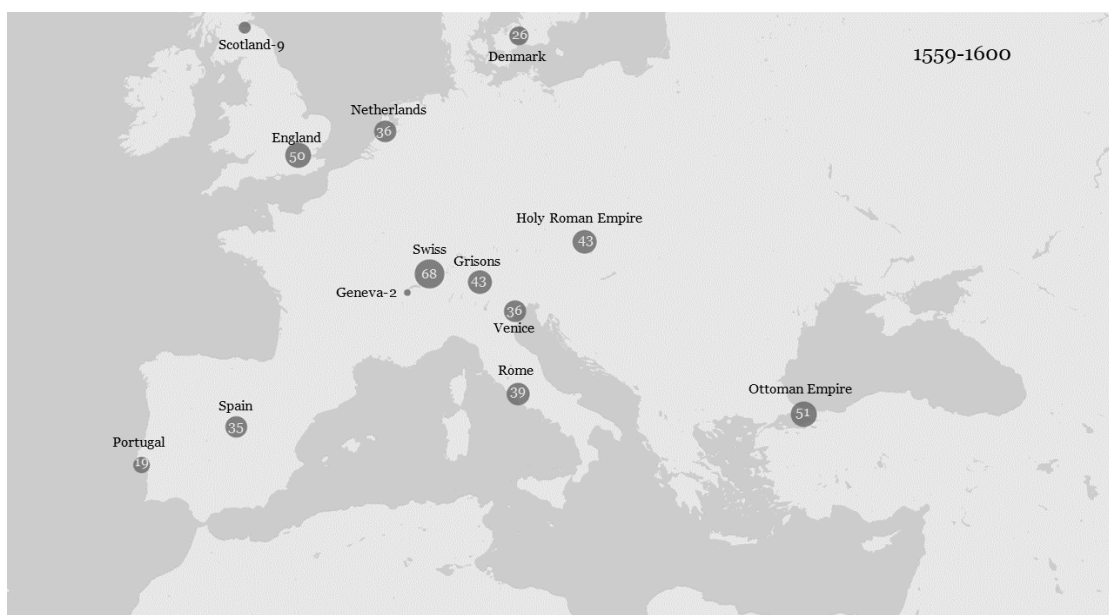 Scotland-9
26
Denmark
1559-1600
Netherlands
36
England
50
Holy Roman Empire
43
Swiss
68
Grisons
43
Geneva-2
36
Venice
Rome
39
Ottoman Empire
51
Spain
35
Portugal
19